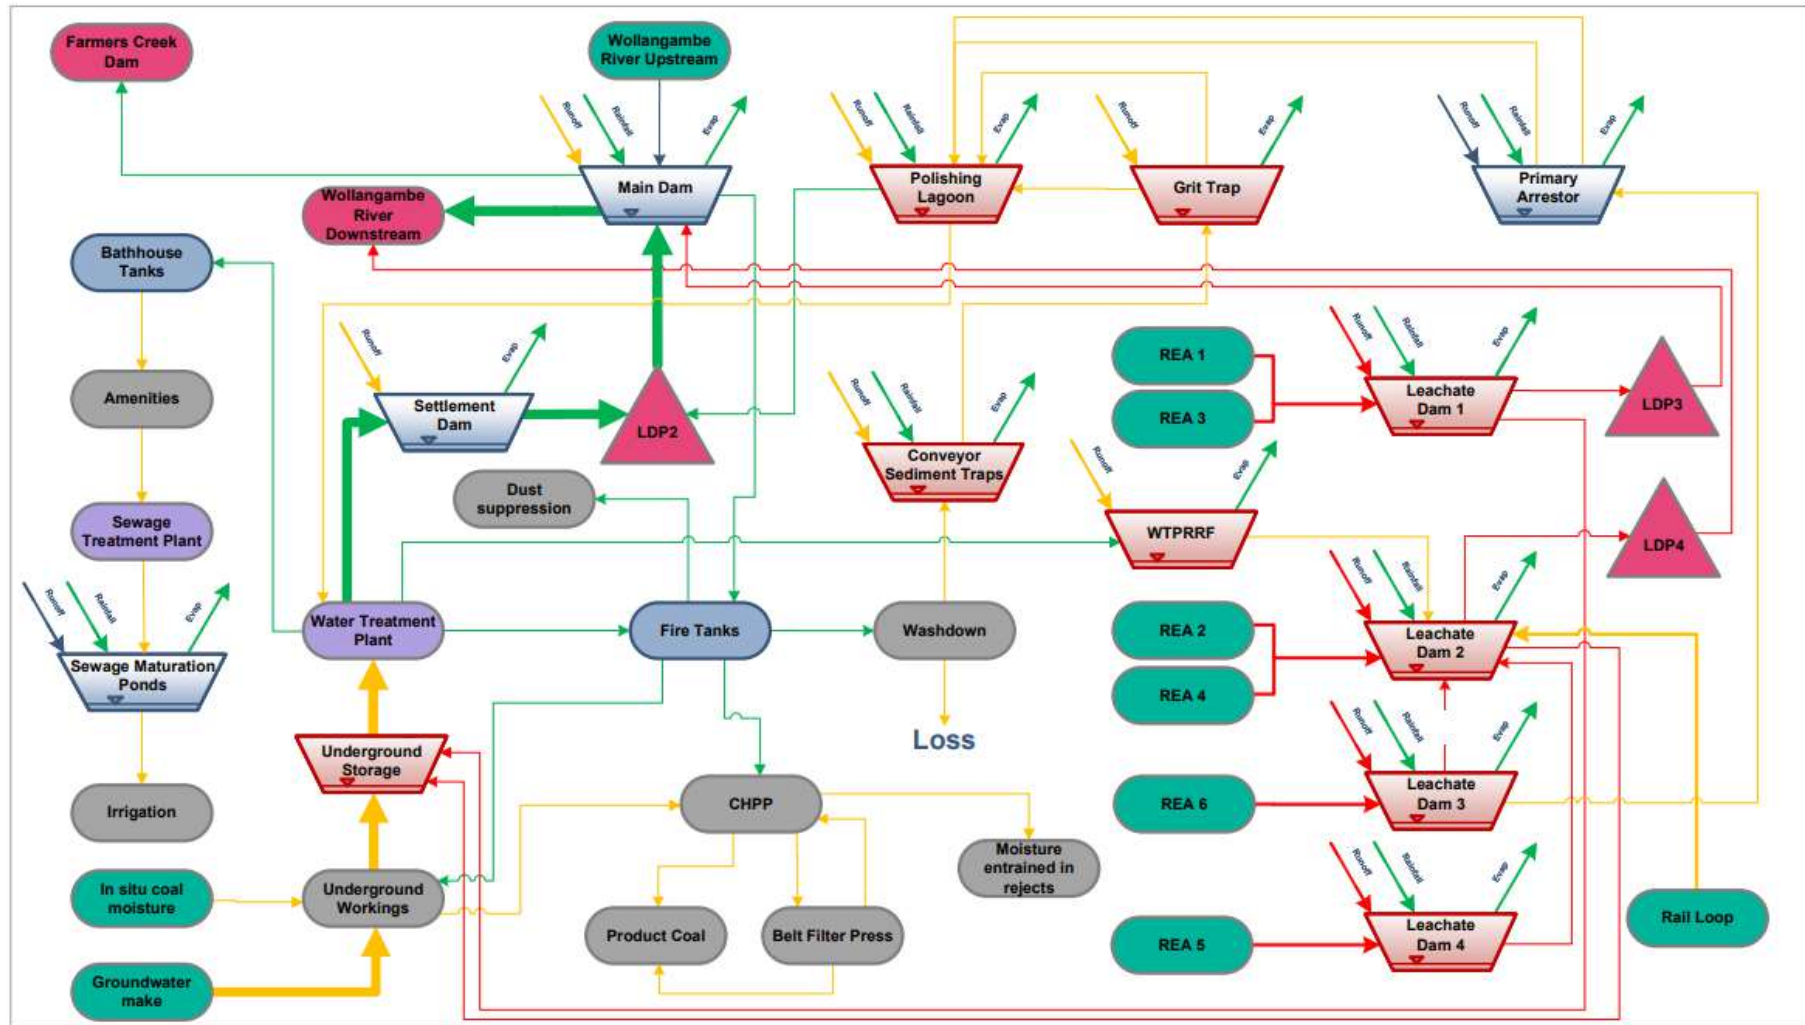 Farmers Creek
Dam
Wollangambe
River Upstream
Runoff
Rainfall
Evap
Runoff
Rainfall
Evap
Runoff
Evap
Runoff
Rainfall
Evap
Main Dam
Polishing
Lagoon
Grit Trap
Primary
Arrestor
Wollangambe
River
Downstream
Bathhouse
Tanks
Runoff
Evap
Runoff
Rainfall
Evap
REA 1
Amenities
Settlement
Dam
Runoff
Rainfall
Evap
REA 3
Leachate
Dam 1
LDP3
LDP2
Conveyor
Sediment Traps
Runoff
Evap
Dust
suppression
Sewage
Treatment Plant
WTPRRF
LDP4
Runoff
Rainfall
Evap
Runoff
Rainfall
Evap
Water Treatment
Plant
Fire Tanks
Washdown
REA 2
Leachate
Dam 2
Sewage Maturation
Ponds
REA 4
Loss
Runoff
Rainfall
Evap
Underground
Storage
Irrigation
CHPP
REA 6
Leachate
Dam 3
Moisture
entrained in
rejects
Runoff
Rainfall
Evap
In situ coal
moisture
Underground
Workings
Product Coal
Belt Filter Press
REA 5
Leachate
Dam 4
Rail Loop
Groundwater
make